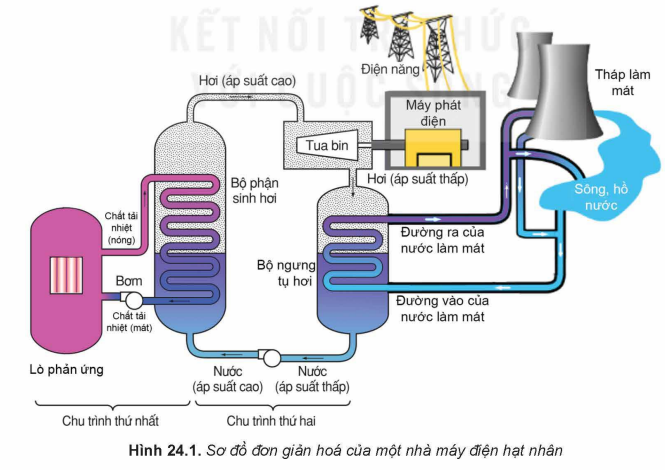 KẾT NỐI TRI THỨC
VỚI CUỘC SỐNG
Điện năng
Tháp làm
mát
Hơi (áp suất cao)
Máy phát
điện
Tua bin
Hơi (áp suất thấp)
Bộ phận
sinh hơi
Sông, hồ
nước
Chất tải
nhiệt
(nóng)
Đường ra của
nước làm mát
Bộ ngưng
tụ hơi
Bơm
Chất tải
nhiệt (mát)
Đường vào của
nước làm mát
Lò phản ứng
Nước
(áp suất cao)
Nước
(áp suất thấp)
Chu trình thứ nhất
Chu trình thứ hai
Hình 24.1. Sơ đồ đơn giản hoá của một nhà máy điện hạt nhân